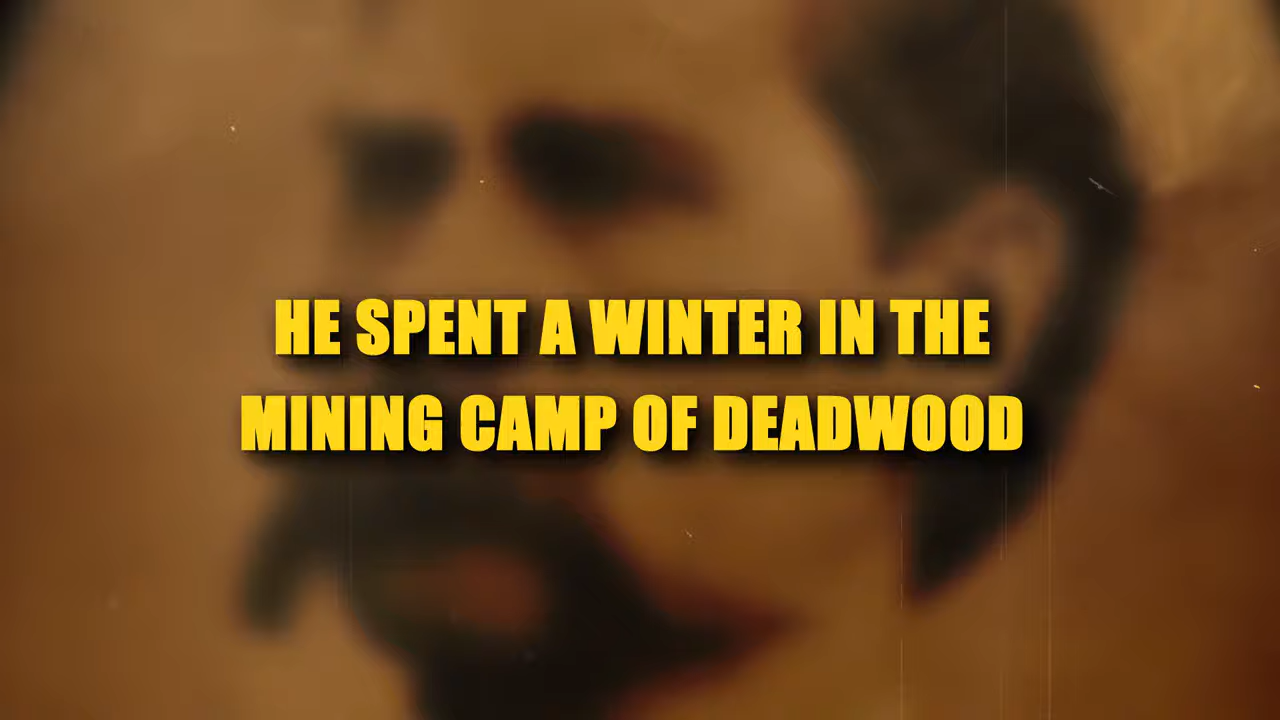 HE SPENT A WINTER IN THE
MINING CAMP OF DEADWOOD